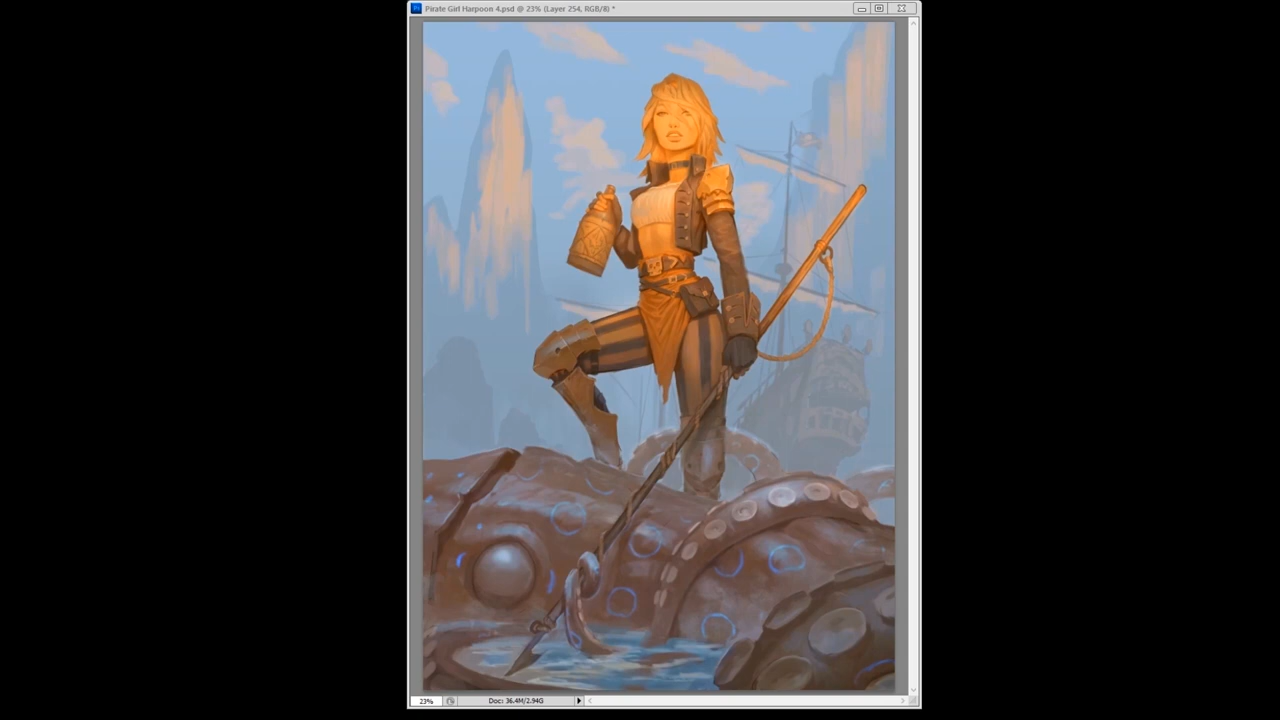 Pirate Girl Harpoon 4.psd @ 23% (Layer 254, RGB/8) *
23%
Doc: 36.4M/2.94G